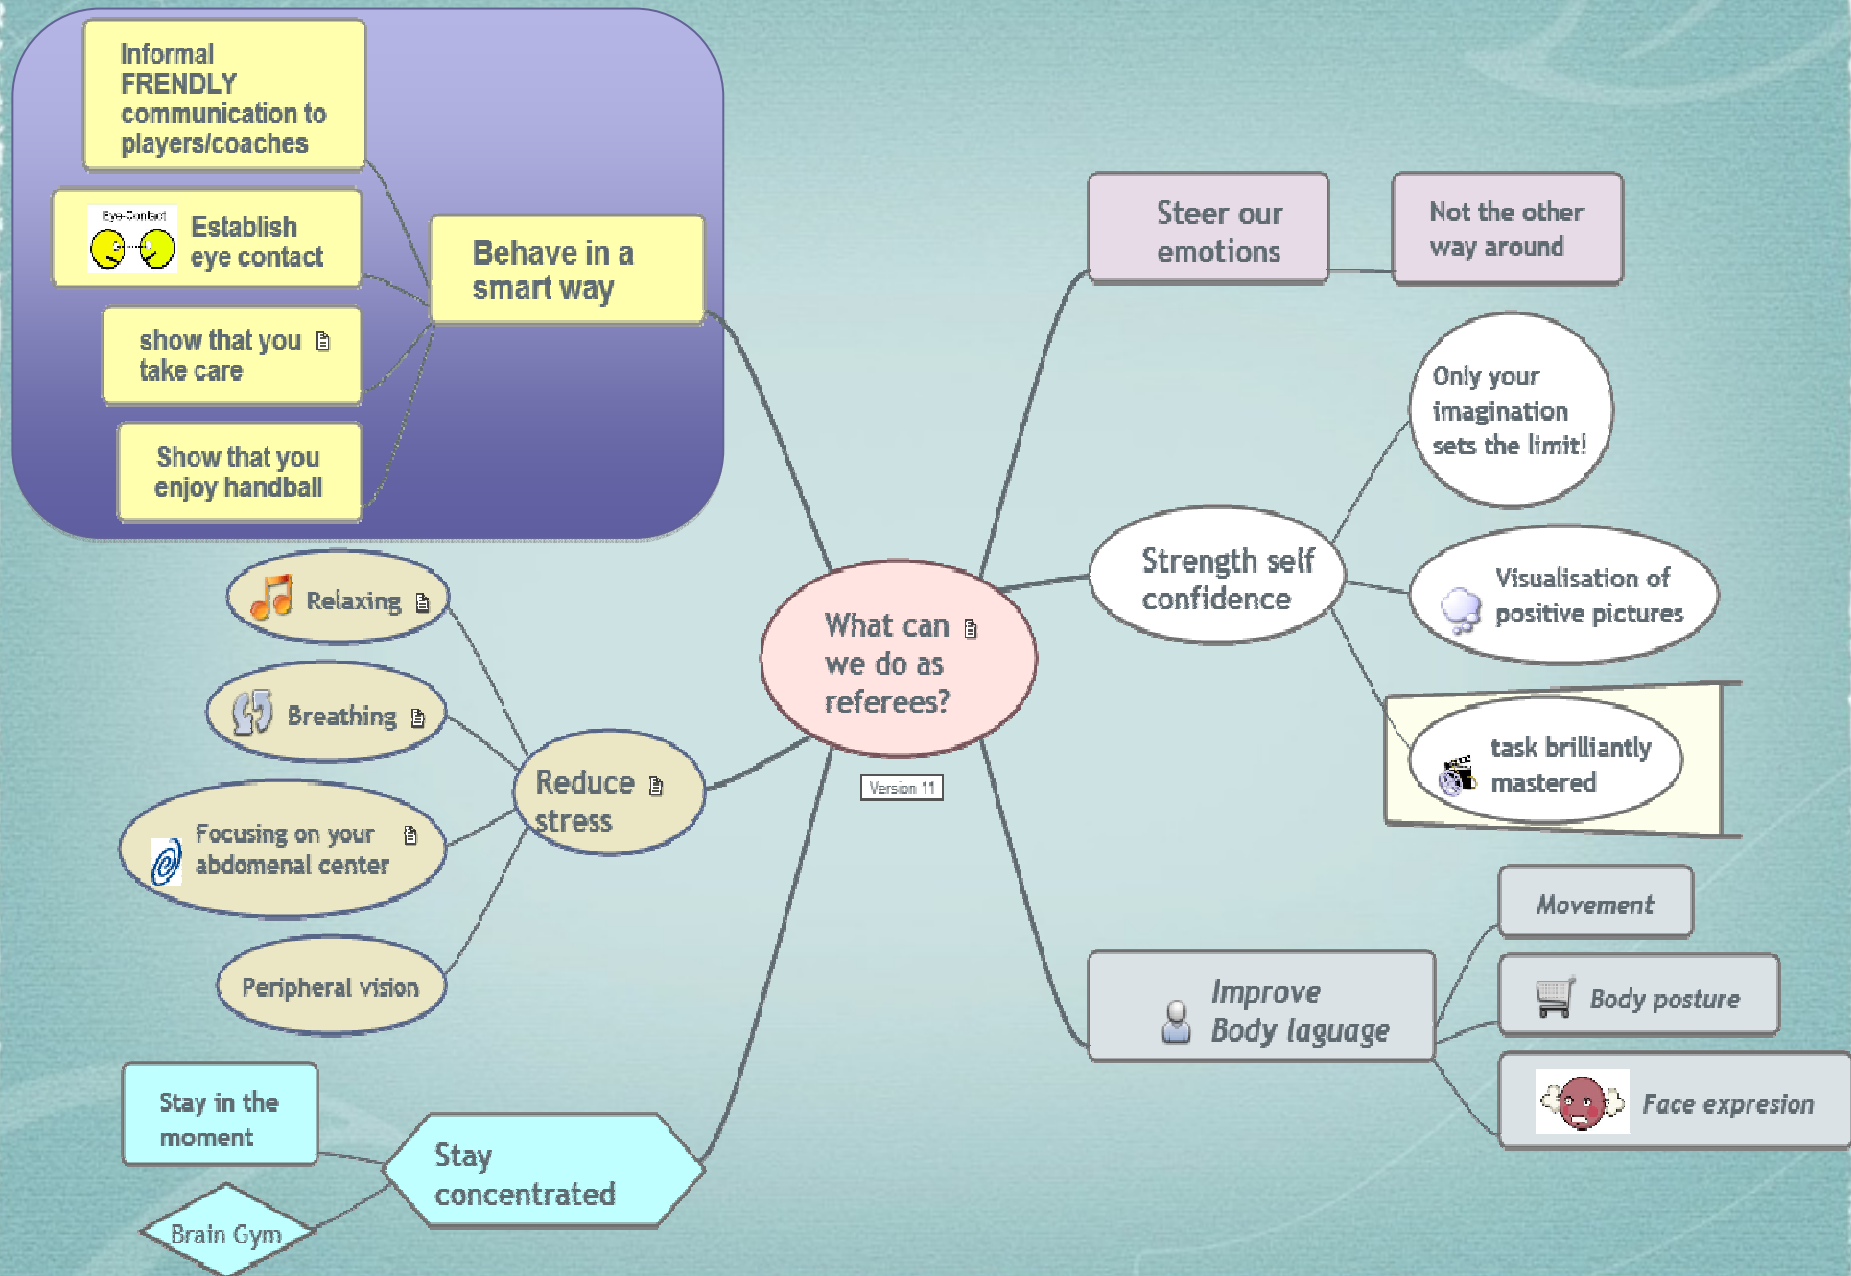 Informal
FRENDLY
communication to
players/coaches
Eye-Contact
Establish
eye contact
show that you
take care
Show that you
enjoy handball
Behave in a
smart way
Steer our
emotions
Not the other
way around
Only your
imagination
sets the limit!
Strength self
confidence
Visualisation of
positive pictures
task brilliantly
mastered
What can
we do as
referees?
Version 11
Relaxing
Breathing
Focusing on your
abdomenal center
Peripheral vision
Reduce
stress
Movement
Improve
Body laguage
Body posture
Face expresion
Stay in the
moment
Stay
concentrated
Brain Gym